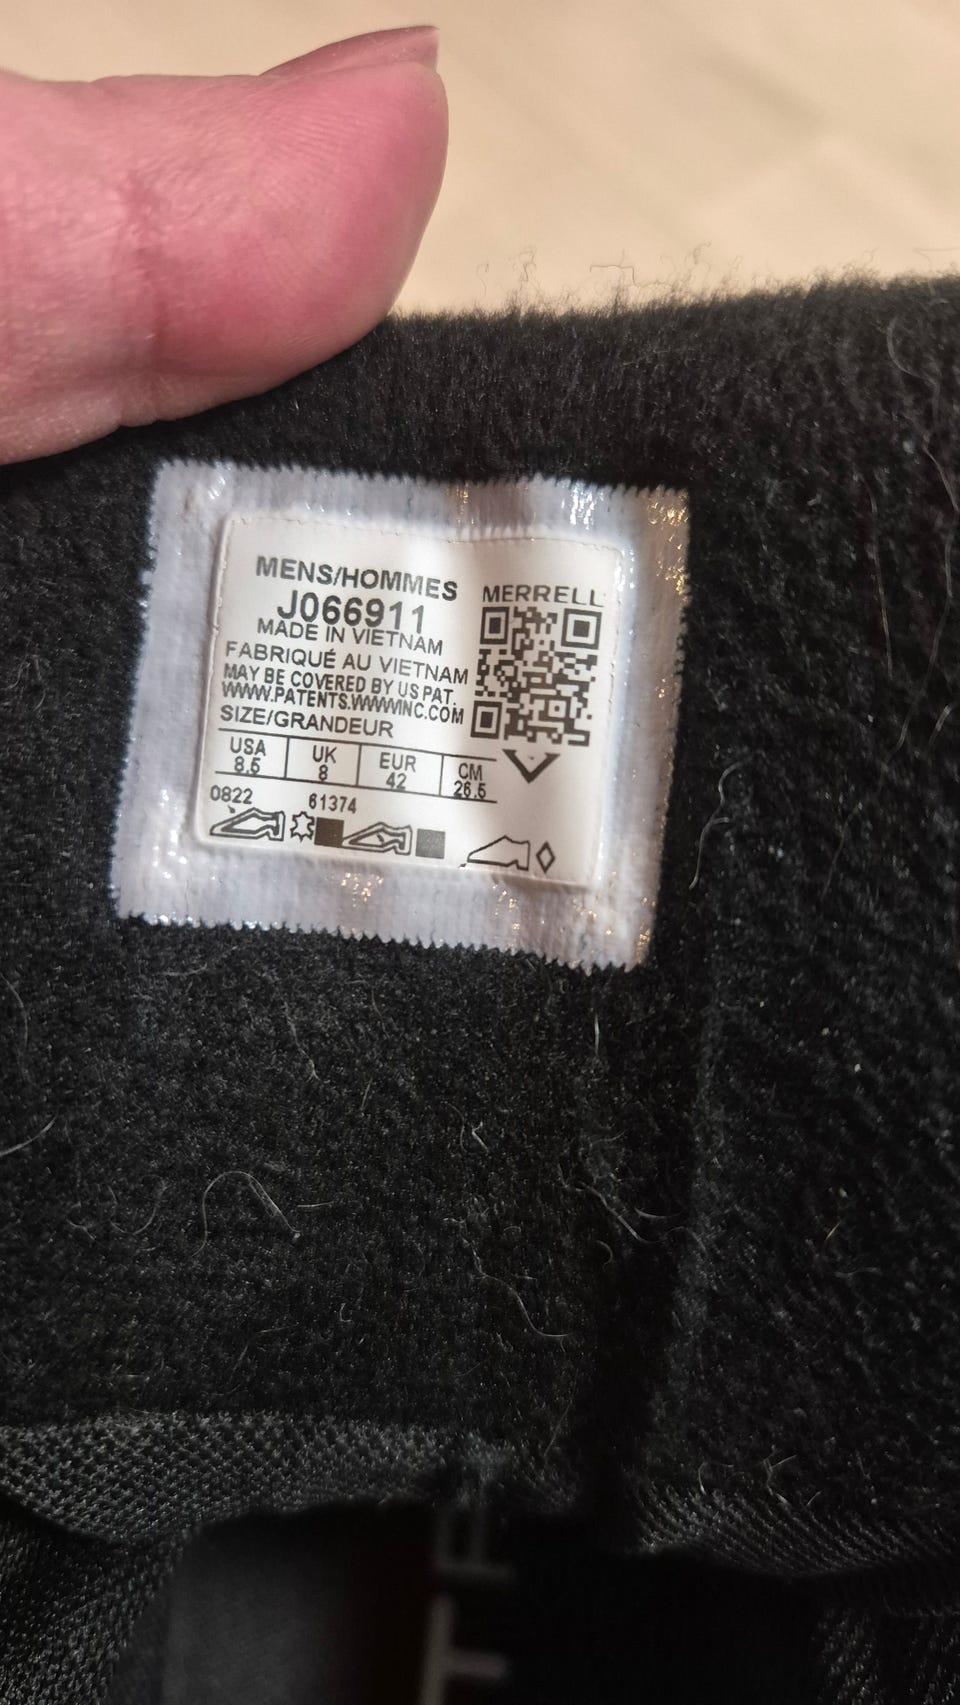 MENS/HOMMES
J066911
MADE IN VIETNAM
FABRIQUÉ AU VIETNAM
MAY BE COVERED BY US PAT.
WWW.PATENTS.WWWINC.COM
MERRELL
SIZE/GRANDEUR
USA UK EUR CM
8.5 8 42 26.5
0822 61374